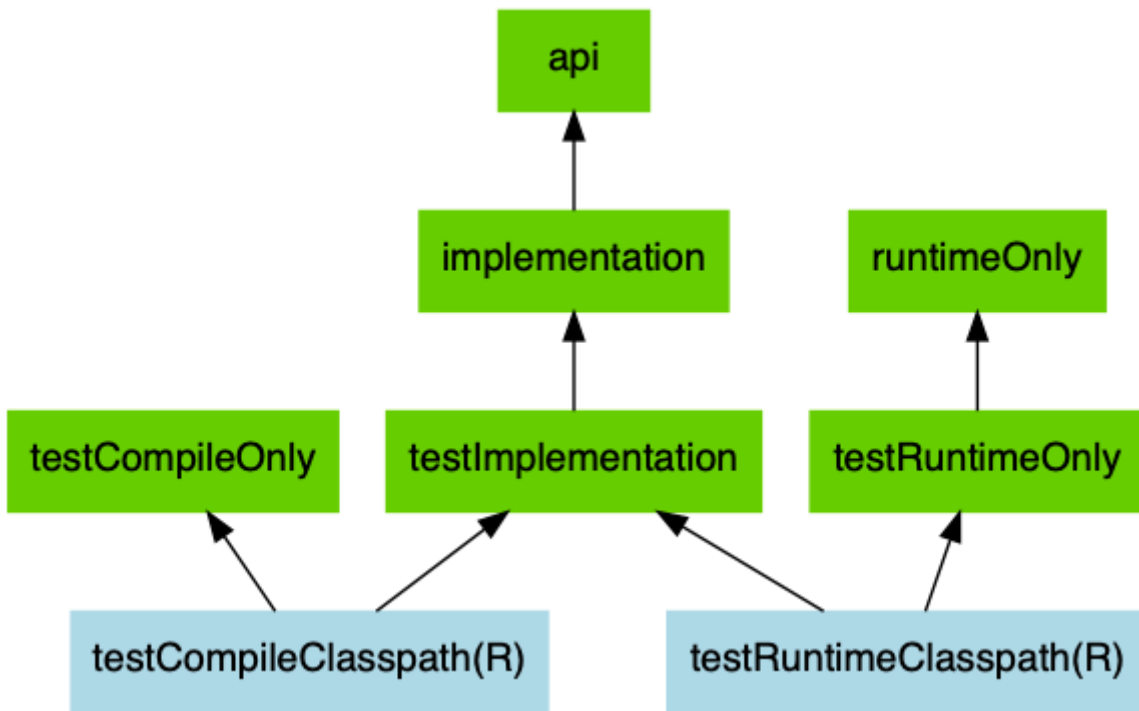 api
implementation
runtimeOnly
testCompileOnly
testImplementation
testRuntimeOnly
testCompileClasspath(R)
testRuntimeClasspath(R)